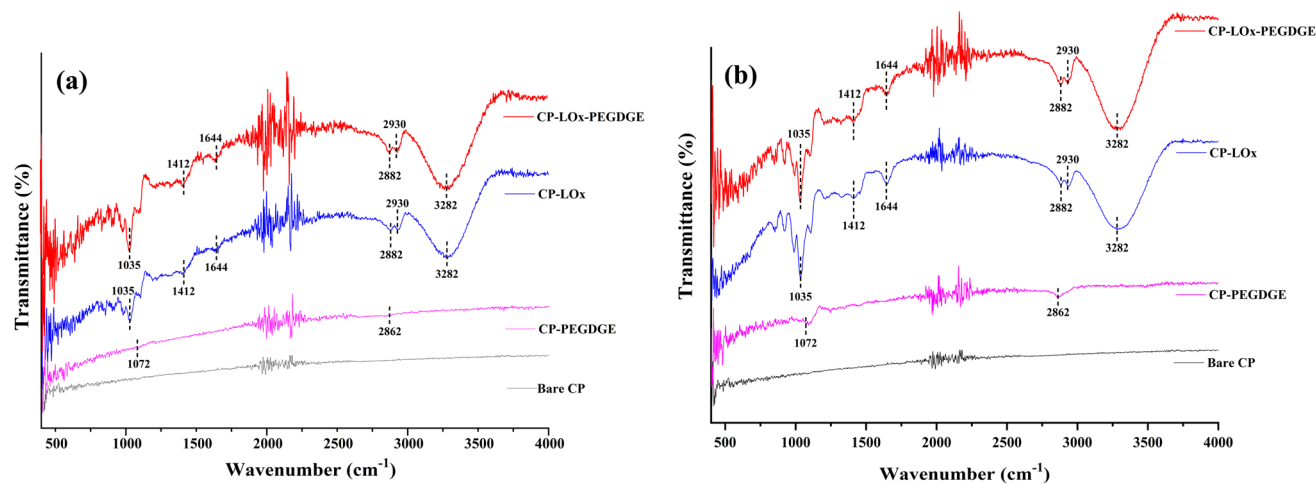 (a)
CP-LOx-PEGDGE
CP-LOx
CP-PEGDGE
Bare CP
1035
1412
1644
2882
2930
3282
1035
1412
1644
2882
2930
3282
1072
2862
Transmittance (%)
500 1000 1500 2000 2500 3000 3500 4000
Wavenumber (cm⁻¹)
(b)
CP-LOx-PEGDGE
CP-LOx
CP-PEGDGE
Bare CP
1035
1412
1644
2882
2930
3282
1035
1412
1644
2882
2930
3282
1072
2862
Transmittance (%)
500 1000 1500 2000 2500 3000 3500 4000
Wavenumber (cm⁻¹)